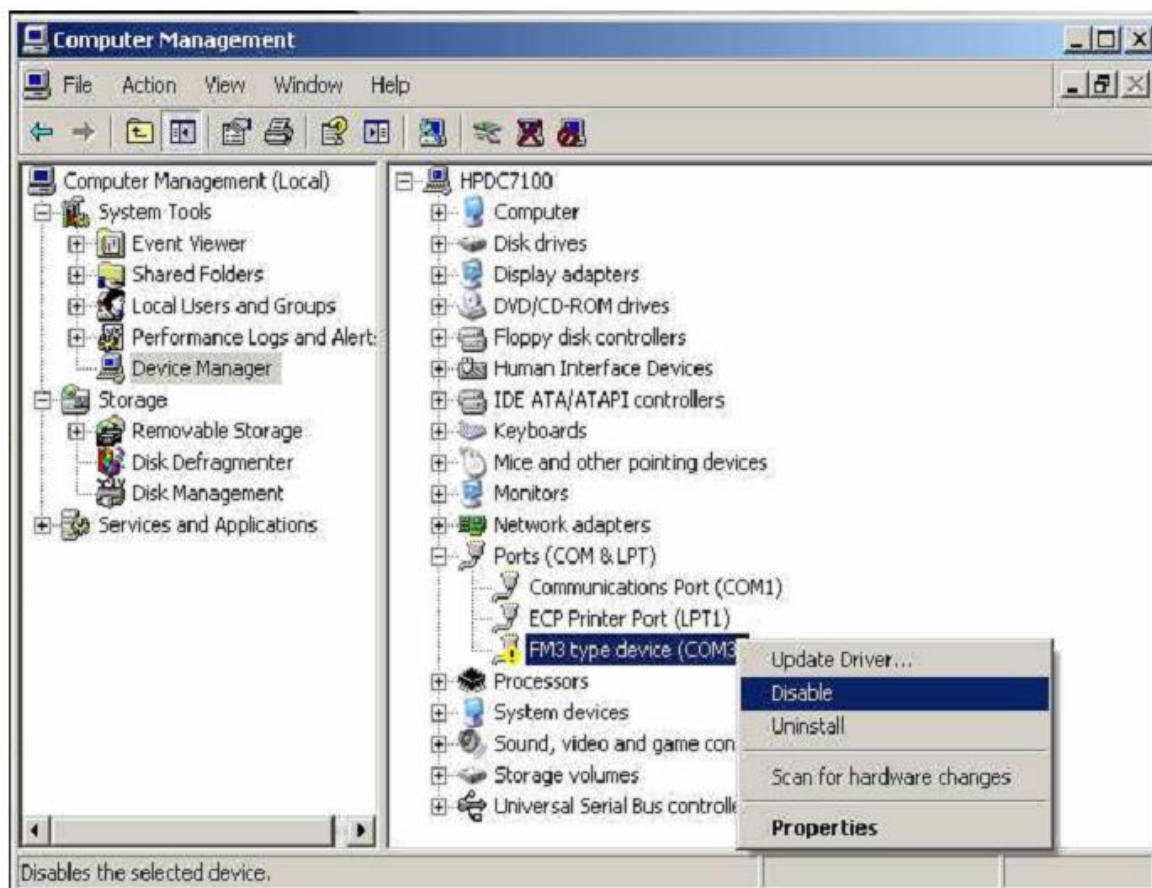 Computer Management
File Action View Window Help
Computer Management (Local)
System Tools
Event Viewer
Shared Folders
Local Users and Groups
Performance Logs and Alert
Device Manager
Storage
Removable Storage
Disk Defragmenter
Disk Management
Services and Applications
HPDC7100
Computer
Disk drives
Display adapters
DVD/CD-ROM drives
Floppy disk controllers
Human Interface Devices
IDE ATA/ATAPI controllers
Keyboards
Mice and other pointing devices
Monitors
Network adapters
Ports (COM & LPT)
Communications Port (COM1)
ECP Printer Port (LPT1)
FM3 type device (COM3
Processors
System devices
Sound, video and game con
Storage volumes
Universal Serial Bus controlle
Update Driver...
Disable
Uninstall
Scan for hardware changes
Properties
Disables the selected device.